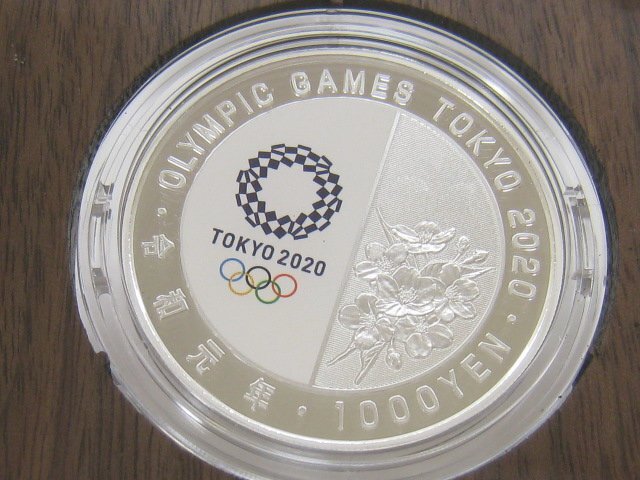 OLYMPIC GAMES TOKYO 2020
TOKYO 2020
令和元年
1000YEN